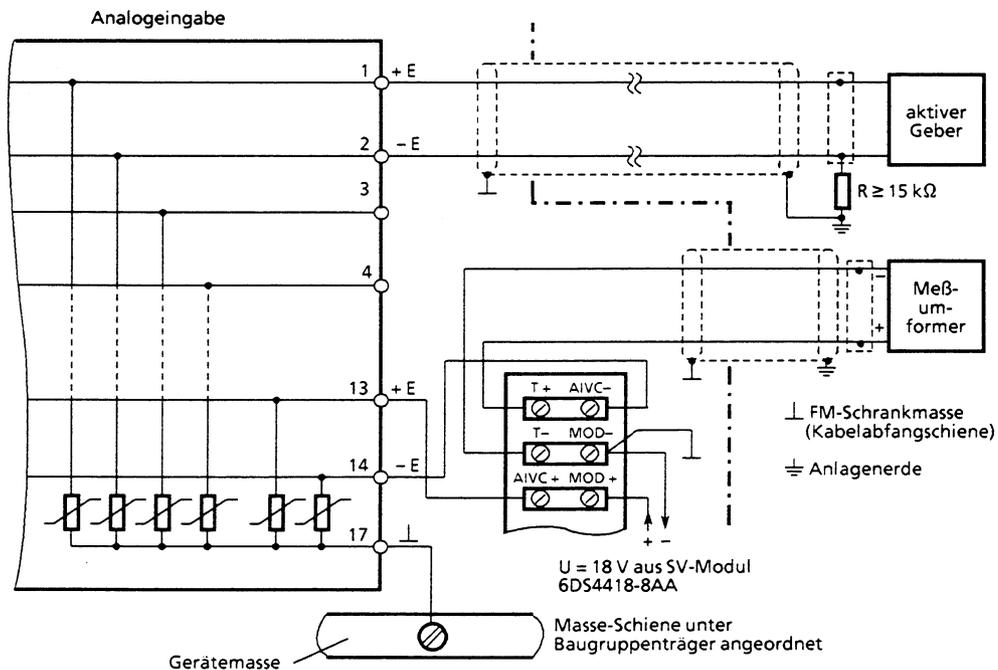 Analogeingabe
1 + E
2 − E
3
4
13 + E
14 − E
17 ⊥
aktiver
Geber
R ≥ 15 kΩ
Meß-
um-
former
−
+
T + AIVC−
T− MOD−
AIVC + MOD +
+ −
⊥ FM-Schrankmasse
(Kabelabfangschiene)
Anlagenerde
U = 18 V aus SV-Modul
6DS4418-8AA
Masse-Schiene unter
Baugruppenträger angeordnet
Gerätemasse